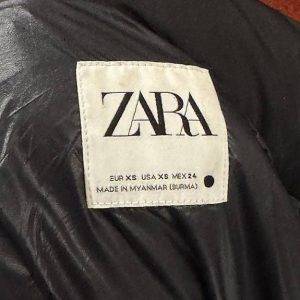 ZARA
EUR XS USA XS MEX 24
MADE IN MYANMAR (BURMA)